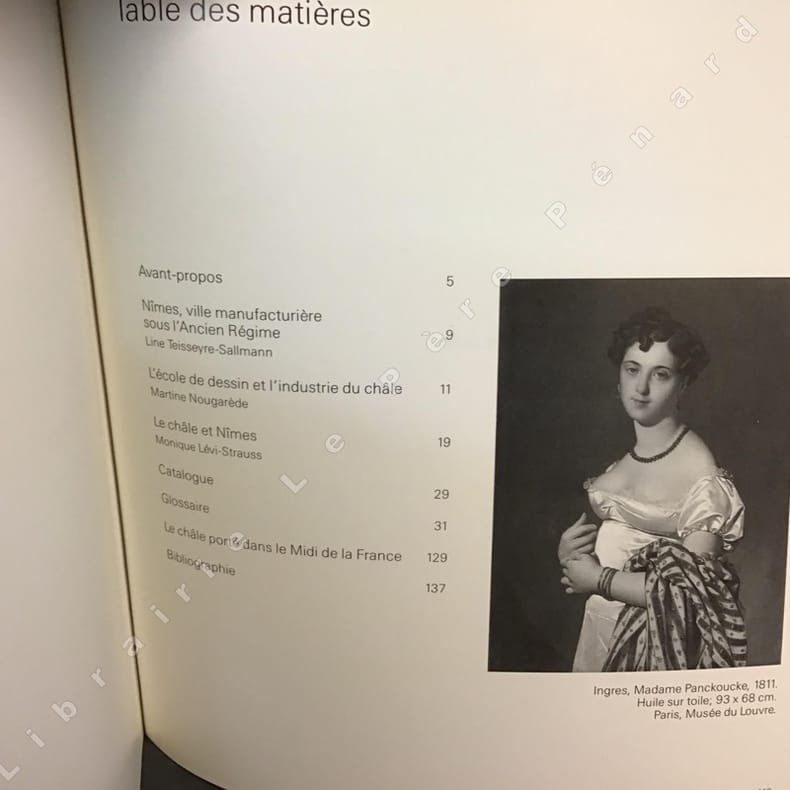 Table des matières
Avant-propos 5
Nîmes, ville manufacturière
sous l'Ancien Régime 9
Line Teisseyre-Sallmann
L'école de dessin et l'industrie du châle 11
Martine Nougarède
Le châle et Nîmes 19
Monique Lévi-Strauss
Catalogue 29
Glossaire 31
Le châle porté dans le Midi de la France 129
Bibliographie 137
Ingres, Madame Panckoucke, 1811.
Huile sur toile; 93 x 68 cm.
Paris, Musée du Louvre.
Librairie Le Père Pénard